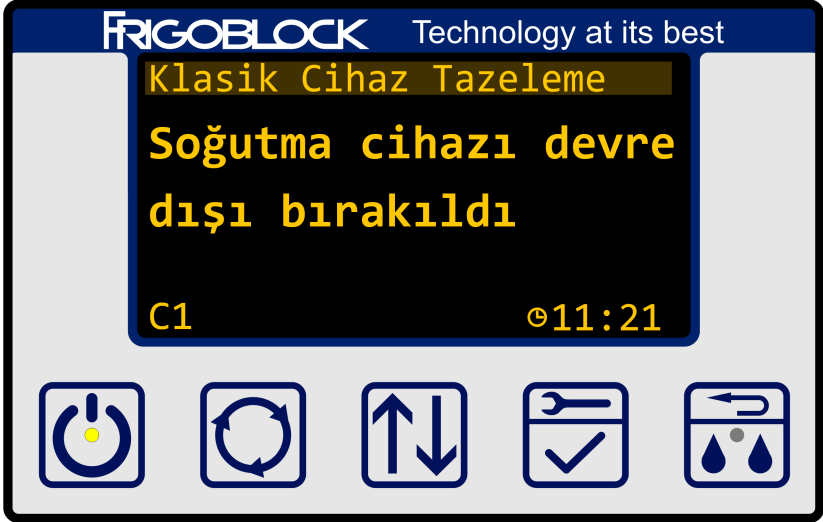 FRIGOBLOCK Technology at its best
Klasik Cihaz Tazeleme
Soğutma cihazı devre
dışı bırakıldı
C1 11:21